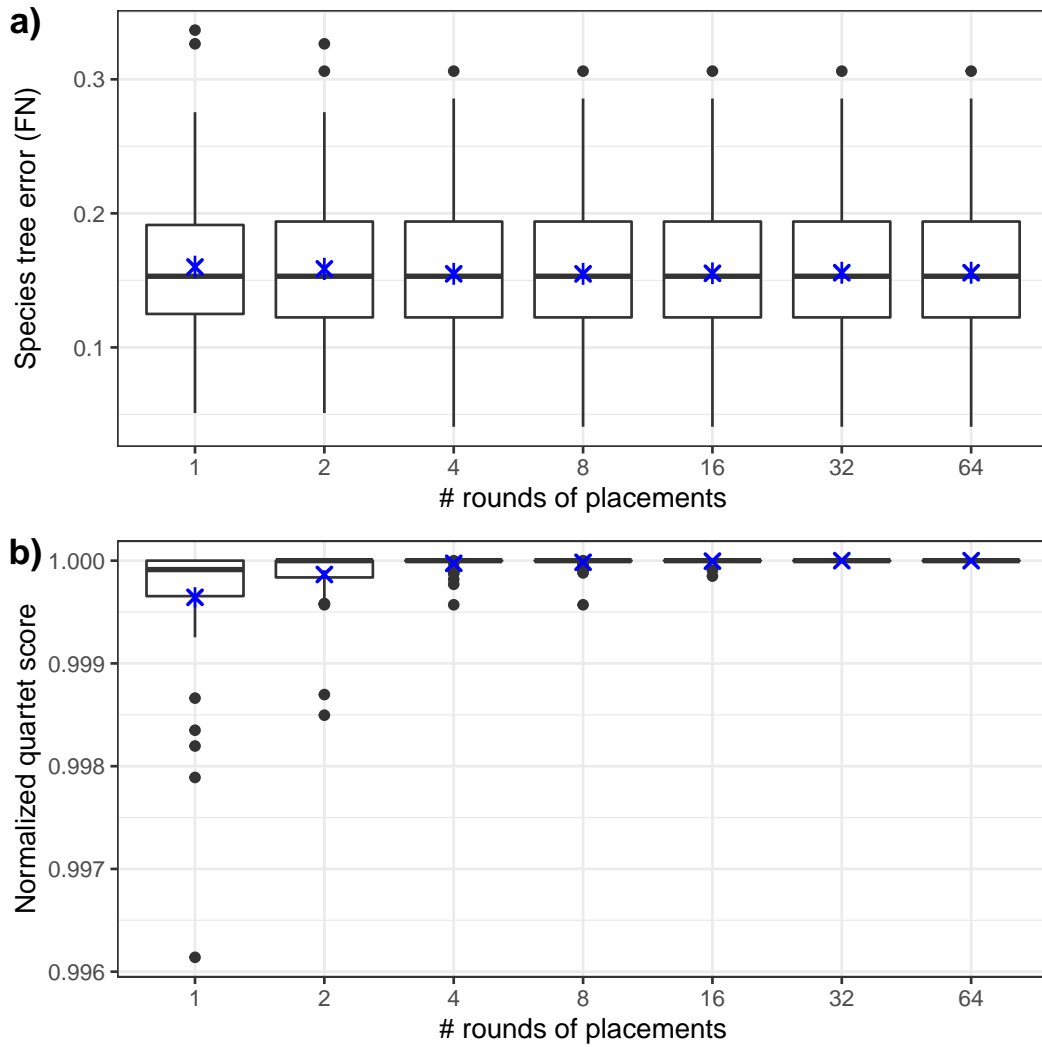 a)
Species tree error (FN)
0.3
0.2
0.1
1 2 4 8 16 32 64
# rounds of placements
b)
Normalized quartet score
1.000
0.999
0.998
0.997
0.996
1 2 4 8 16 32 64
# rounds of placements